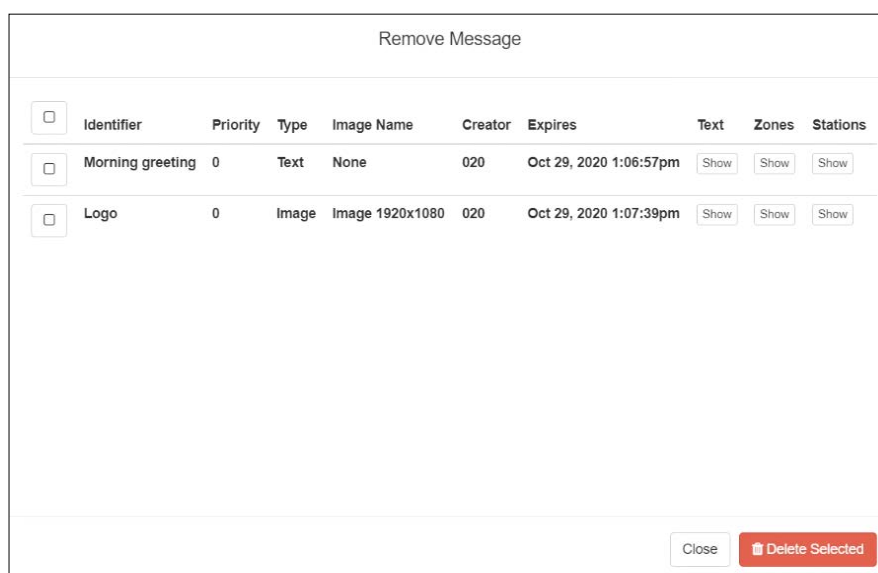 Remove Message
Identifier Priority Type Image Name Creator Expires Text Zones Stations
Morning greeting 0 Text None 020 Oct 29, 2020 1:06:57pm Show Show Show
Logo 0 Image Image 1920x1080 020 Oct 29, 2020 1:07:39pm Show Show Show
Close Delete Selected